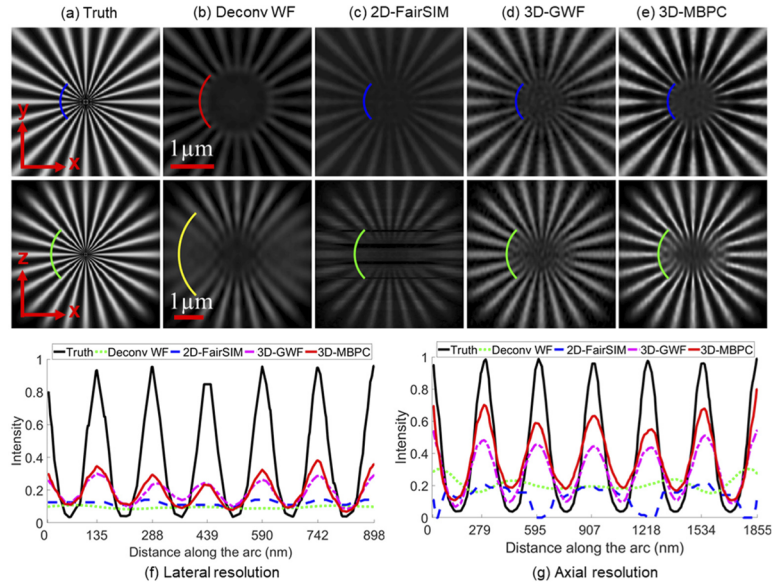 (a) Truth
(b) Deconv WF
(c) 2D-FairSIM
(d) 3D-GWF
(e) 3D-MBPC
y
x
1μm
z
x
1μm
Truth Deconv WF 2D-FairSIM 3D-GWF 3D-MBPC
1
0.8
0.6
0.4
0.2
0
Intensity
0 135 288 439 590 742 898
Distance along the arc (nm)
(f) Lateral resolution
Truth Deconv WF 2D-FairSIM 3D-GWF 3D-MBPC
1
0.8
0.6
0.4
0.2
0
Intensity
0 279 595 907 1218 1534 1855
Distance along the arc (nm)
(g) Axial resolution